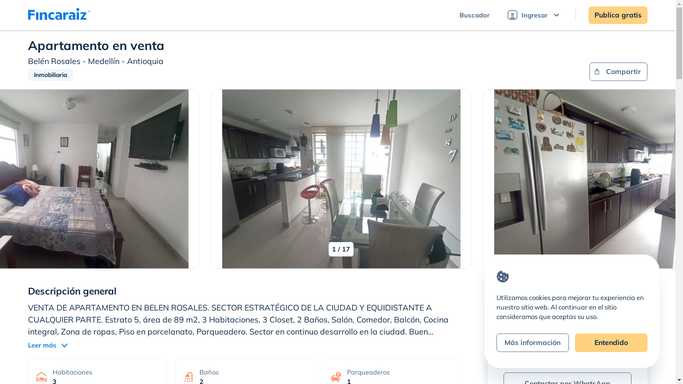 Fincaraiz
Buscador
Ingresar
Publica gratis
Apartamento en venta
Belén Rosales - Medellín - Antioquia
Inmobiliaria
Compartir
1 / 17
Descripción general
VENTA DE APARTAMENTO EN BELEN ROSALES. SECTOR ESTRATÉGICO DE LA CIUDAD Y EQUIDISTANTE A
CUALQUIER PARTE. Estrato 5, área de 89 m2, 3 Habitaciones, 3 Closet, 2 Baños, Salón, Comedor, Balcón, Cocina
integral, Zona de ropas, Piso en porcelanato, Parqueadero. Sector en continuo desarrollo en la ciudad. Buen...
Leer más
Habitaciones
3
Baños
2
Parqueaderos
1
Utilizamos cookies para mejorar tu experiencia en
nuestro sitio web. Al continuar en el sitio
consideramos que aceptas su uso.
Más información
Entendido
Contactar por WhatsApp